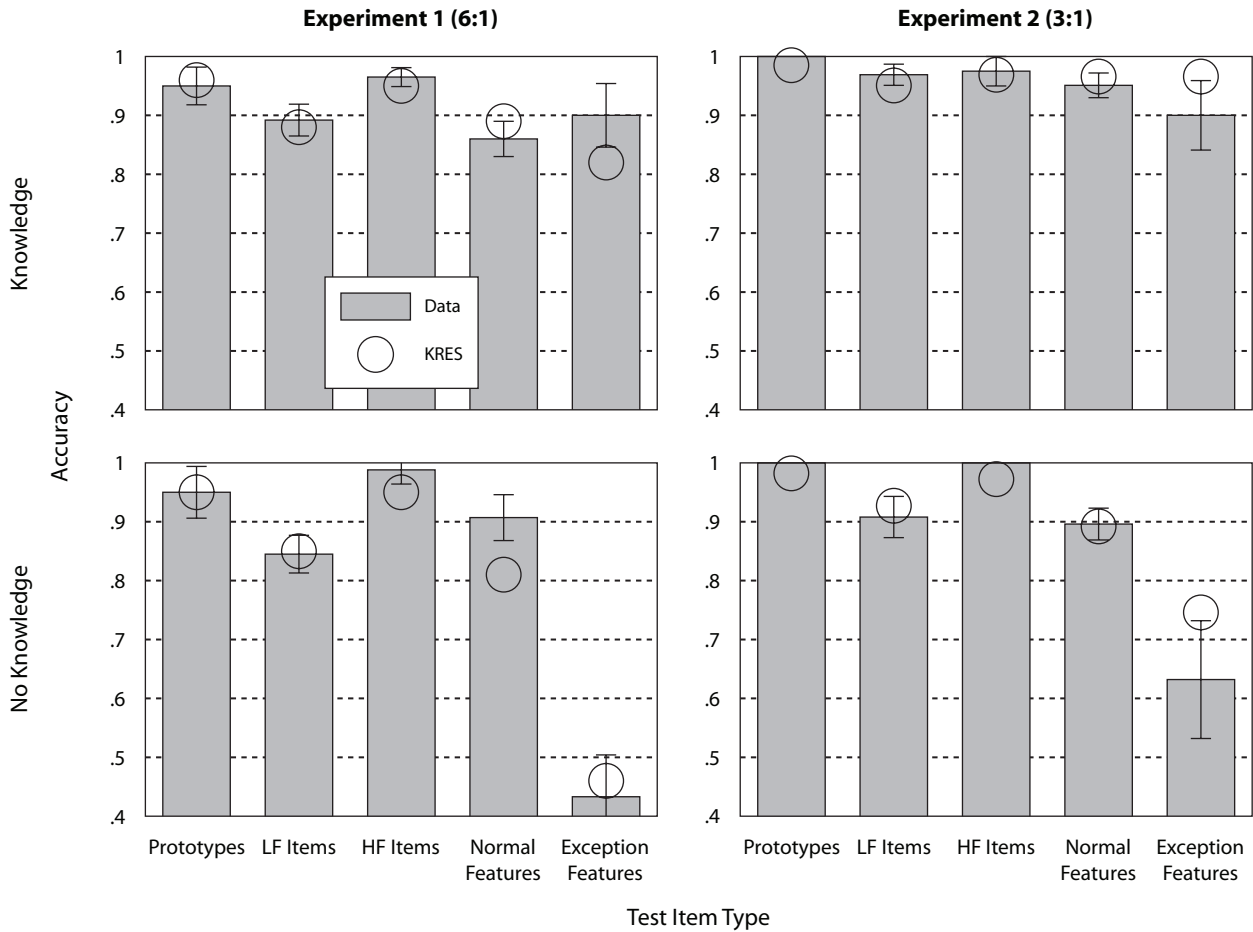 Experiment 1 (6:1)
Experiment 2 (3:1)
Accuracy
Knowledge
1
.9
.8
.7
.6
.5
.4
Data
KRES
1
.9
.8
.7
.6
.5
.4
No Knowledge
1
.9
.8
.7
.6
.5
.4
1
.9
.8
.7
.6
.5
.4
Prototypes LF Items HF Items Normal Exception
Features Features
Prototypes LF Items HF Items Normal Exception
Features Features
Test Item Type